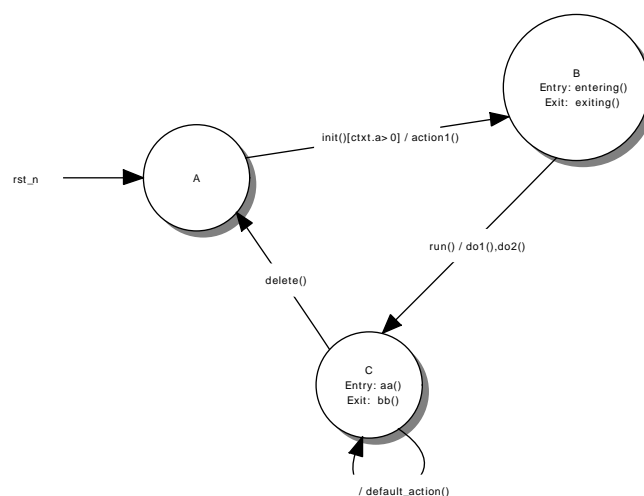 B
Entry: entering()
Exit: exiting()
init()[ctxt.a> 0] / action1()
A
rst_n
run() / do1(),do2()
delete()
C
Entry: aa()
Exit: bb()
/ default_action()